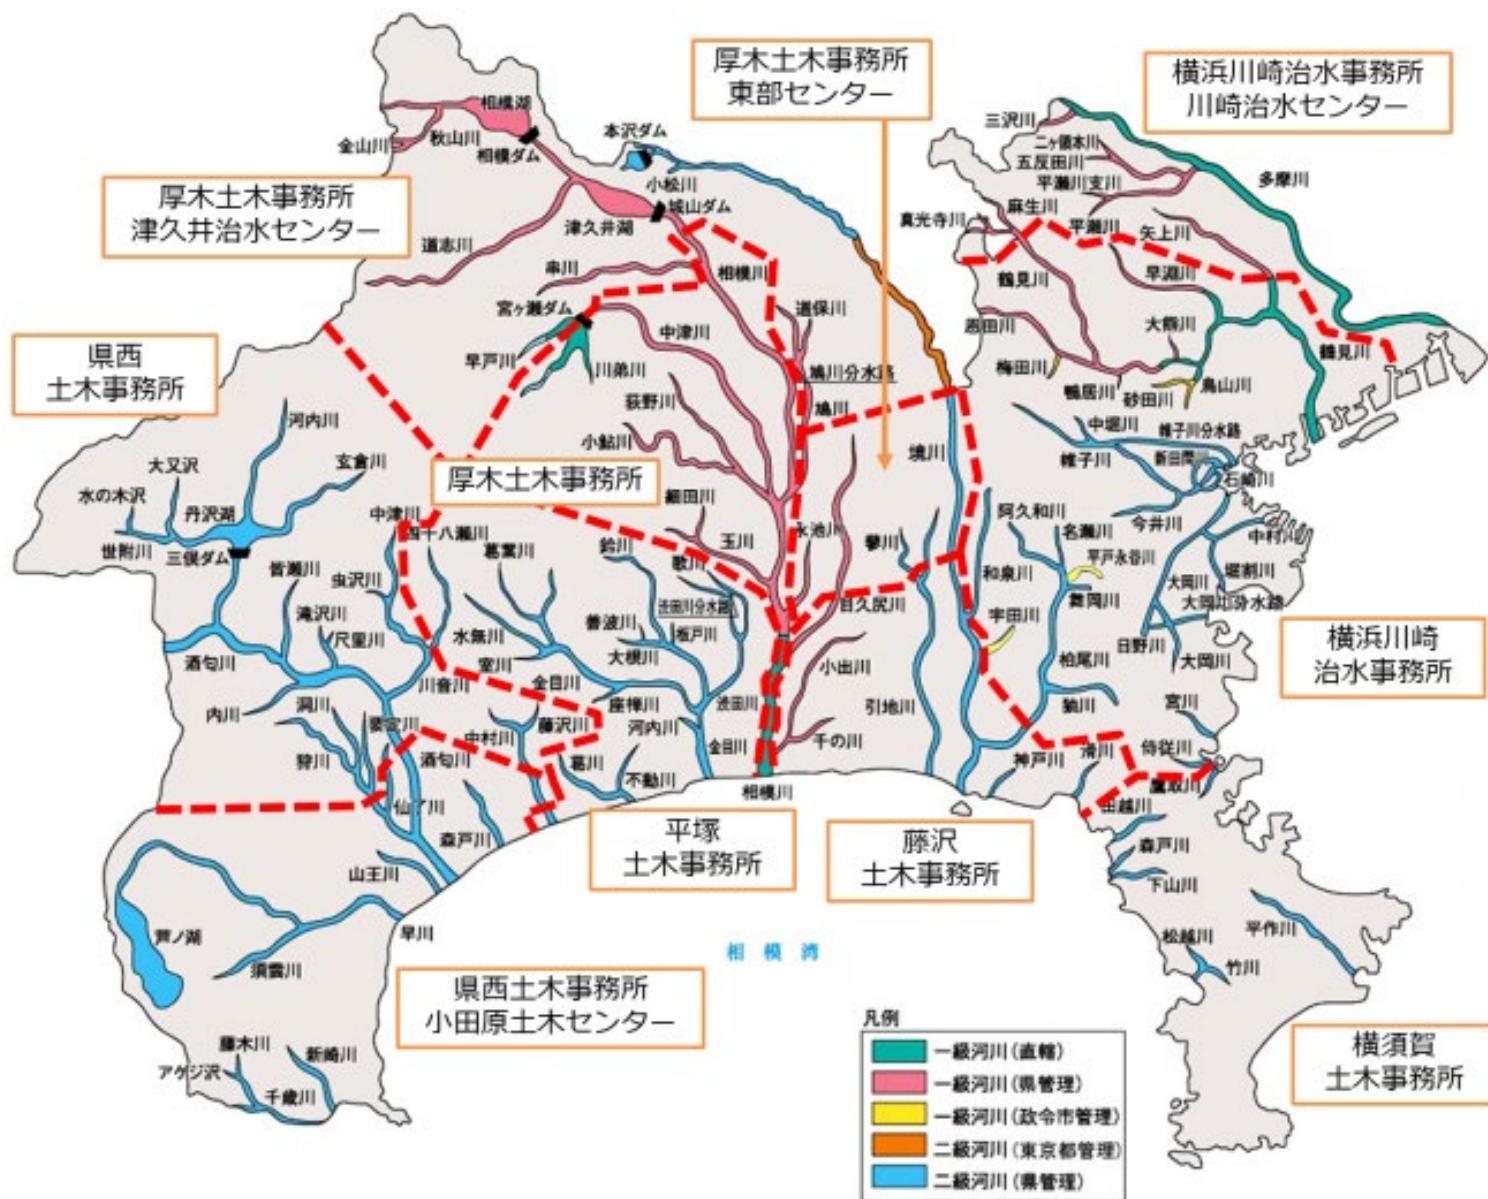 厚木土木事務所
東部センター
横浜川崎治水事務所
川崎治水センター
相模湖
秋山川
金山川
相模ダム
本沢ダム
小松川
三沢川
二ヶ領本川
五反田川
平瀬川支川
多摩川
厚木土木事務所
津久井治水センター
城山ダム
津久井湖
道志川
麻生川
真光寺川
平瀬川
矢上川
串川
相模川
鶴見川
早淵川
宮ヶ瀬ダム
中津川
道保川
恩田川
大熊川
鶴見川
県西
土木事務所
早戸川
川弟川
鳩川分水路
梅田川
鴨居川
砂田川
鳥山川
荻野川
鳩川
小鮎川
境川
中堀川
帷子川分水路
帷子川
新田間川
石崎川
河内川
大又沢
玄倉川
水の木沢
丹沢湖
世附川
三保ダム
厚木土木事務所
細田川
玉川
永池川
阿久和川
名瀬川
今井川
中村川
平戸永谷川
中津川
四十八瀬川
葛葉川
鈴川
歌川
蓼川
和泉川
舞岡川
大岡川
堀割川
大岡川分水路
皆瀬川
虫沢川
滝沢川
尺里川
渋田川分水路
善波川
板戸川
目久尻川
宇田川
日野川
大岡川
横浜川崎
治水事務所
酒匂川
水無川
室川
大根川
小出川
柏尾川
川音川
金目川
座禅川
渋田川
引地川
狢川
宮川
内川
洞川
要定川
中村川
藤沢川
河内川
金目川
千の川
神戸川
滑川
侍従川
狩川
酒匂川
葛川
不動川
相模川
鷹取川
田越川
仙了川
森戸川
平塚
土木事務所
藤沢
土木事務所
森戸川
下山川
山王川
芦ノ湖
早川
須雲川
相模湾
松越川
平作川
竹川
県西土木事務所
小田原土木センター
藤木川
新崎川
アゲジ沢
千歳川
横須賀
土木事務所
凡例
一級河川(直轄)
一級河川(県管理)
一級河川(政令市管理)
二級河川(東京都管理)
二級河川(県管理)